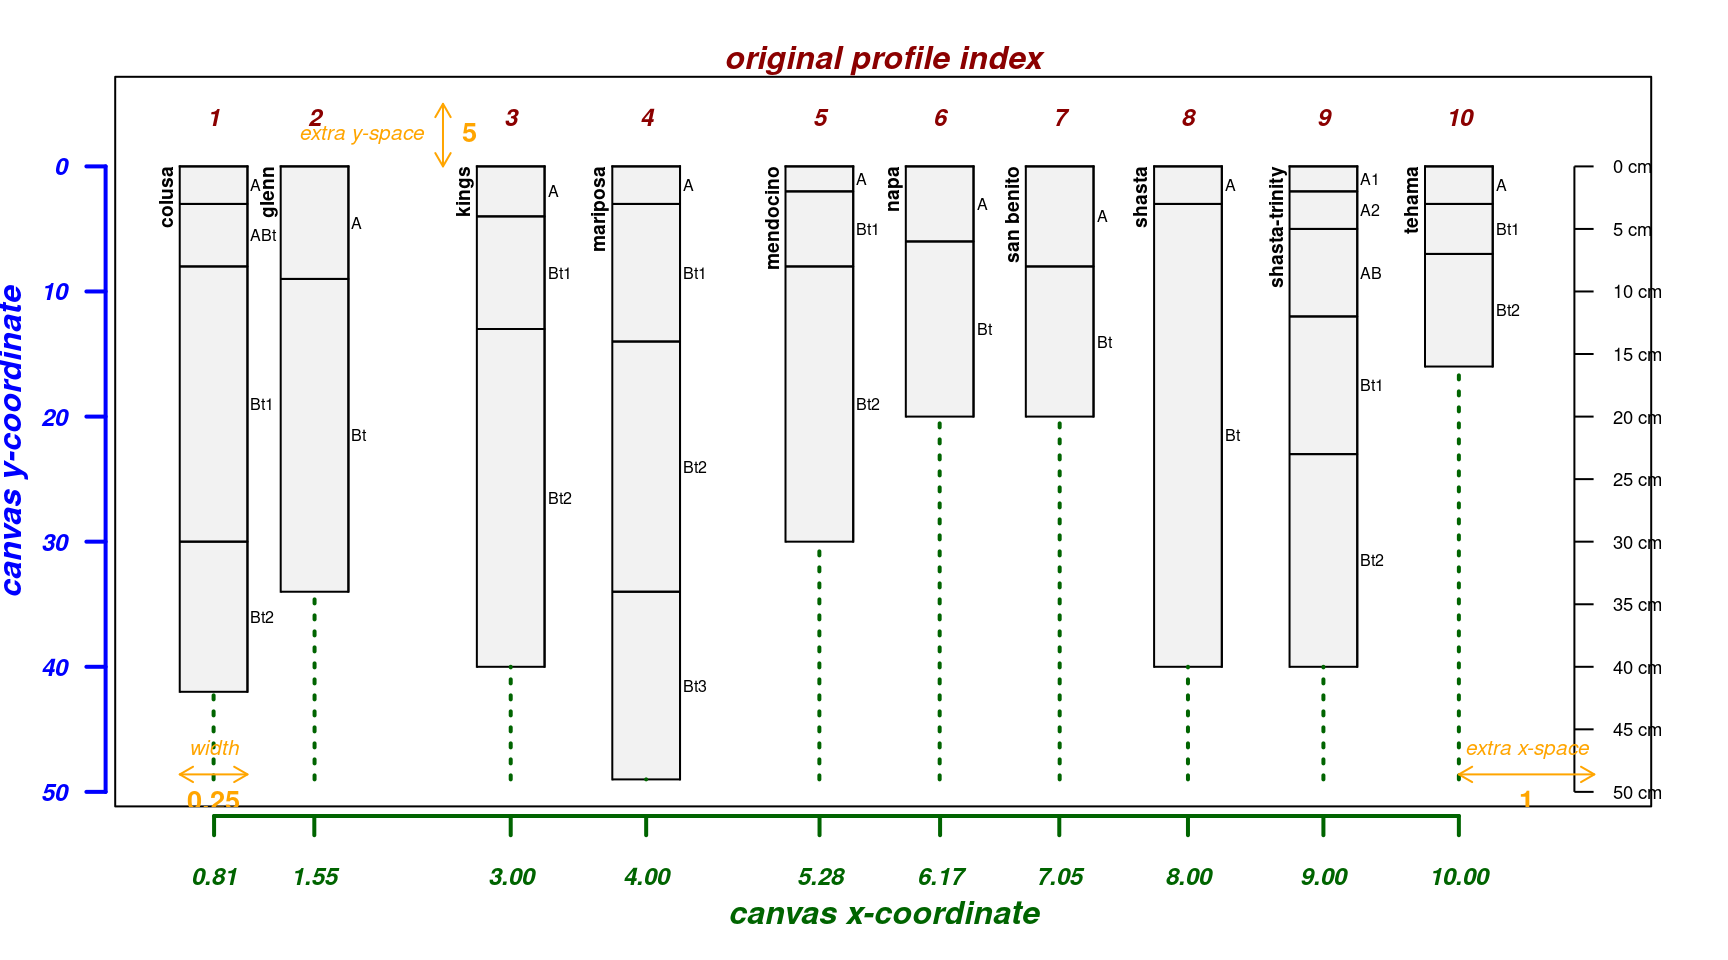 original profile index
1 2 3 4 5 6 7 8 9 10
extra y-space 5
canvas y-coordinate
0
10
20
30
40
50
colusa
A
ABt
Bt1
Bt2
glenn
A
Bt
kings
A
Bt1
Bt2
mariposa
A
Bt1
Bt2
Bt3
mendocino
A
Bt1
Bt2
napa
A
Bt
san benito
A
Bt
shasta
A
Bt
shasta-trinity
A1
A2
AB
Bt1
Bt2
tehama
A
Bt1
Bt2
0 cm
5 cm
10 cm
15 cm
20 cm
25 cm
30 cm
35 cm
40 cm
45 cm
50 cm
width
0.25
extra x-space
1
0.81 1.55 3.00 4.00 5.28 6.17 7.05 8.00 9.00 10.00
canvas x-coordinate